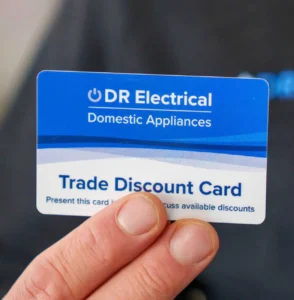 DR Electrical
Domestic Appliances
Trade Discount Card
Present this card cuss available discounts